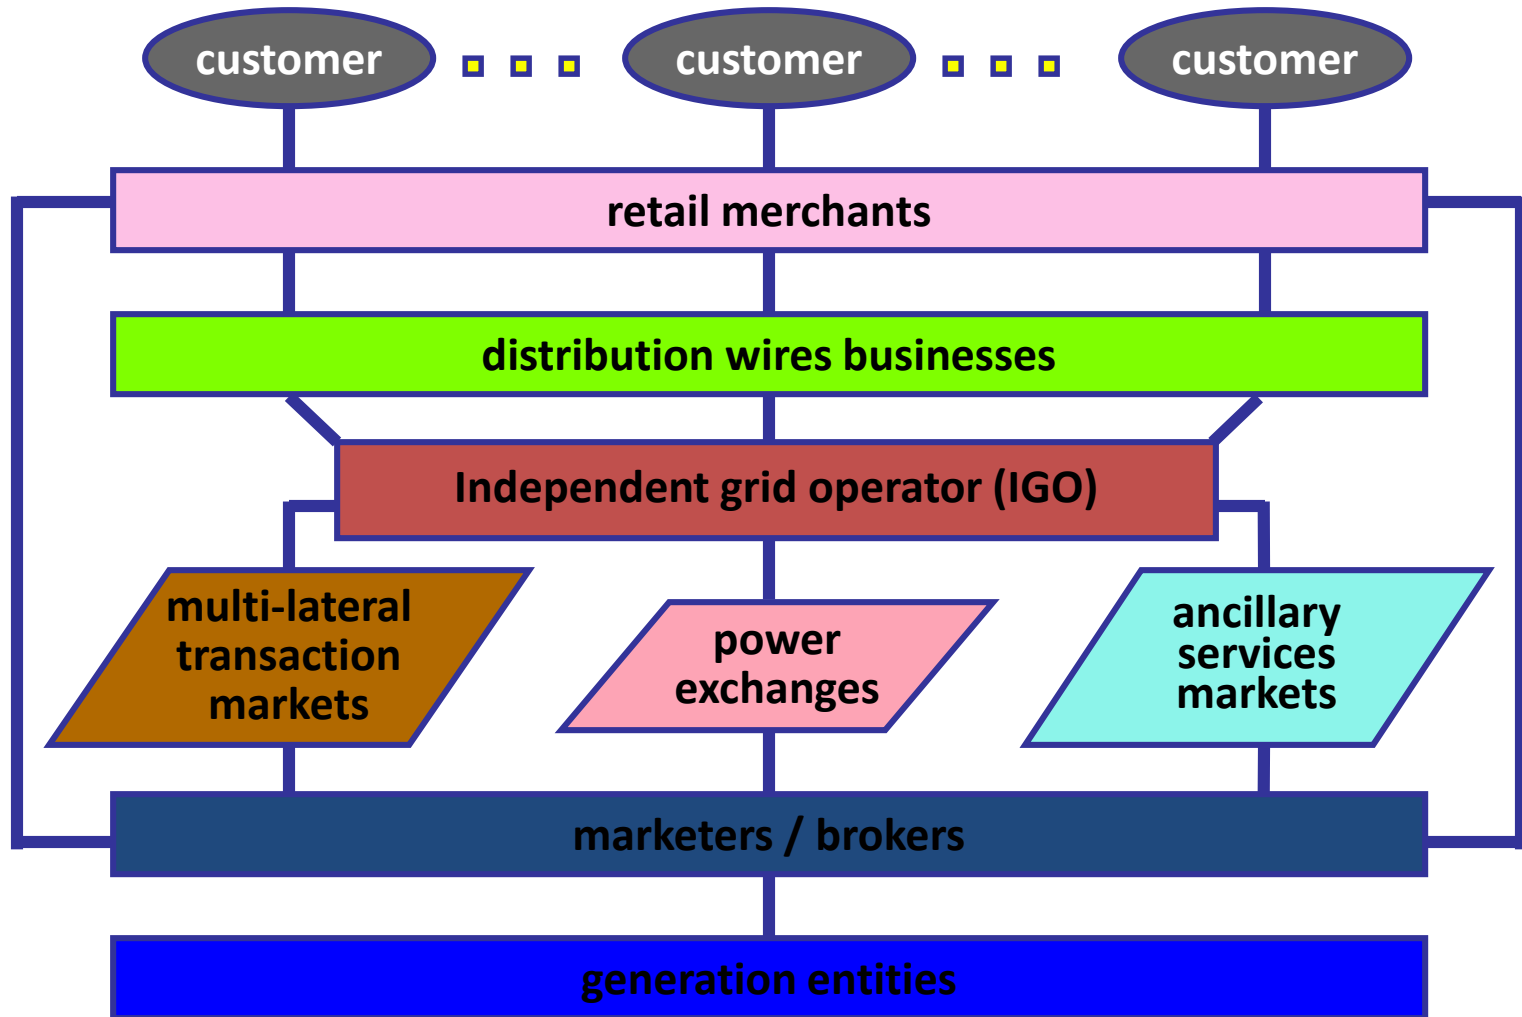 customer
customer
customer
retail merchants
distribution wires businesses
Independent grid operator (IGO)
multi-lateral
transaction
markets
power
exchanges
ancillary
services
markets
marketers / brokers
generation entities